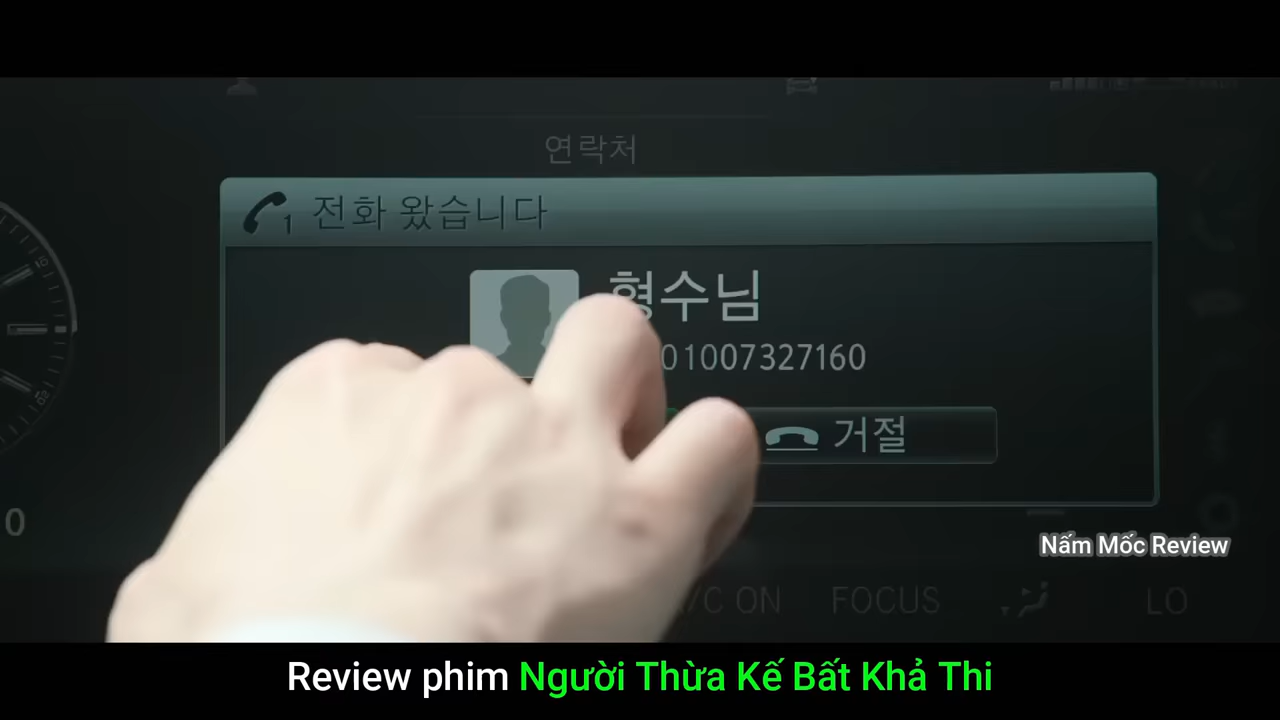 연락처
1 전화 왔습니다
형수님
01007327160
거절
0
Nấm Mốc Review
/C ON FOCUS LO
Review phim Người Thừa Kế Bất Khả Thi